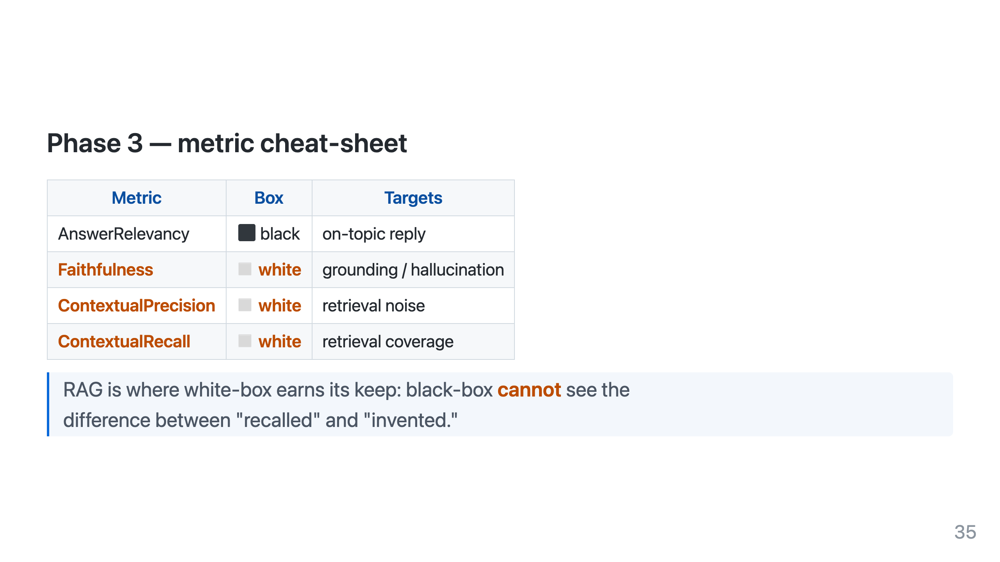 Phase 3 — metric cheat-sheet
Metric Box Targets
AnswerRelevancy black on-topic reply
Faithfulness white grounding / hallucination
ContextualPrecision white retrieval noise
ContextualRecall white retrieval coverage
RAG is where white-box earns its keep: black-box cannot see the
difference between "recalled" and "invented."
35